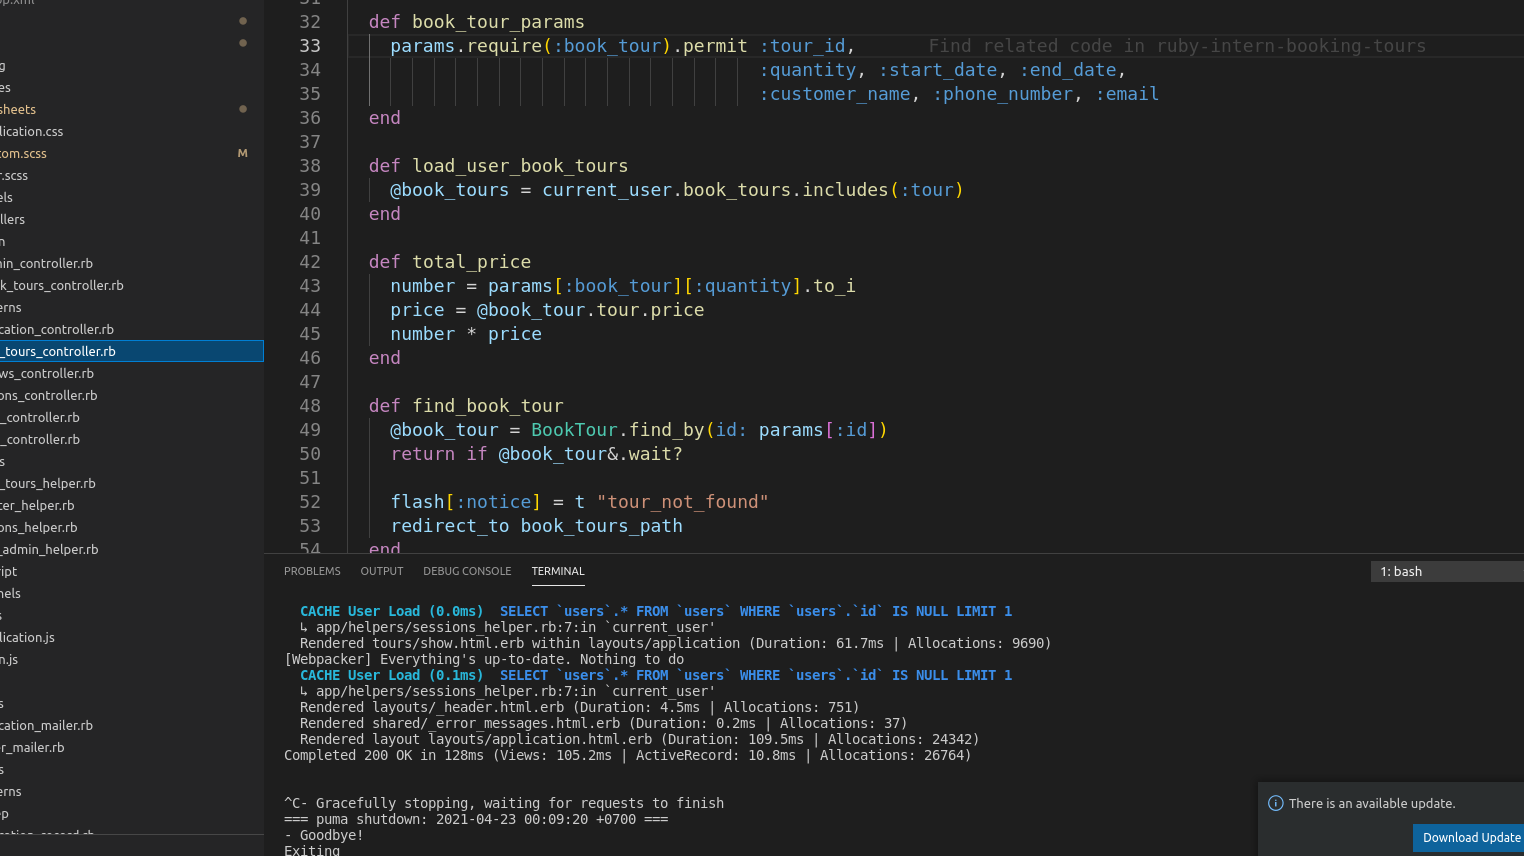 op.xml
g
es
sheets
lication.css
tom.scss M
r.scss
els
llers
n
min_controller.rb
k_tours_controller.rb
erns
cation_controller.rb
_tours_controller.rb
ws_controller.rb
ons_controller.rb
_controller.rb
_controller.rb
s
_tours_helper.rb
ter_helper.rb
ons_helper.rb
_admin_helper.rb
ript
nels
s
lication.js
n.js
s
cation_mailer.rb
r_mailer.rb
s
erns
ep
31
32 def book_tour_params
33 params.require(:book_tour).permit :tour_id, Find related code in ruby-intern-booking-tours
34 :quantity, :start_date, :end_date,
35 :customer_name, :phone_number, :email
36 end
37
38 def load_user_book_tours
39 @book_tours = current_user.book_tours.includes(:tour)
40 end
41
42 def total_price
43 number = params[:book_tour][:quantity].to_i
44 price = @book_tour.tour.price
45 number * price
46 end
47
48 def find_book_tour
49 @book_tour = BookTour.find_by(id: params[:id])
50 return if @book_tour&.wait?
51
52 flash[:notice] = t "tour_not_found"
53 redirect_to book_tours_path
54 end
PROBLEMS OUTPUT DEBUG CONSOLE TERMINAL 1: bash
CACHE User Load (0.0ms) SELECT `users`.* FROM `users` WHERE `users`.`id` IS NULL LIMIT 1
↳ app/helpers/sessions_helper.rb:7:in `current_user'
Rendered tours/show.html.erb within layouts/application (Duration: 61.7ms | Allocations: 9690)
[Webpacker] Everything's up-to-date. Nothing to do
CACHE User Load (0.1ms) SELECT `users`.* FROM `users` WHERE `users`.`id` IS NULL LIMIT 1
↳ app/helpers/sessions_helper.rb:7:in `current_user'
Rendered layouts/_header.html.erb (Duration: 4.5ms | Allocations: 751)
Rendered shared/_error_messages.html.erb (Duration: 0.2ms | Allocations: 37)
Rendered layout layouts/application.html.erb (Duration: 109.5ms | Allocations: 24342)
Completed 200 OK in 128ms (Views: 105.2ms | ActiveRecord: 10.8ms | Allocations: 26764)
^C- Gracefully stopping, waiting for requests to finish
=== puma shutdown: 2021-04-23 00:09:20 +0700 ===
- Goodbye!
Exiting
There is an available update.
Download Update